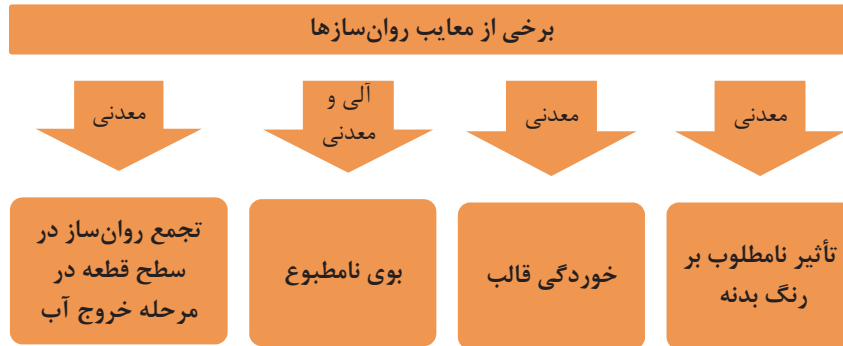 برخی از معایب روان‌سازها
معدنی
معدنی
آلی و
معدنی
معدنی
تأثیر نامطلوب بر
رنگ بدنه
خوردگی قالب
بوی نامطبوع
تجمع روان‌ساز در
سطح قطعه در
مرحله خروج آب